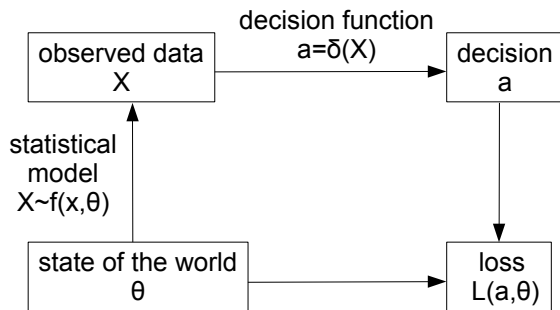 decision function
a=δ(X)
observed data
X
decision
a
statistical
model
X~f(x,θ)
state of the world
θ
loss
L(a,θ)